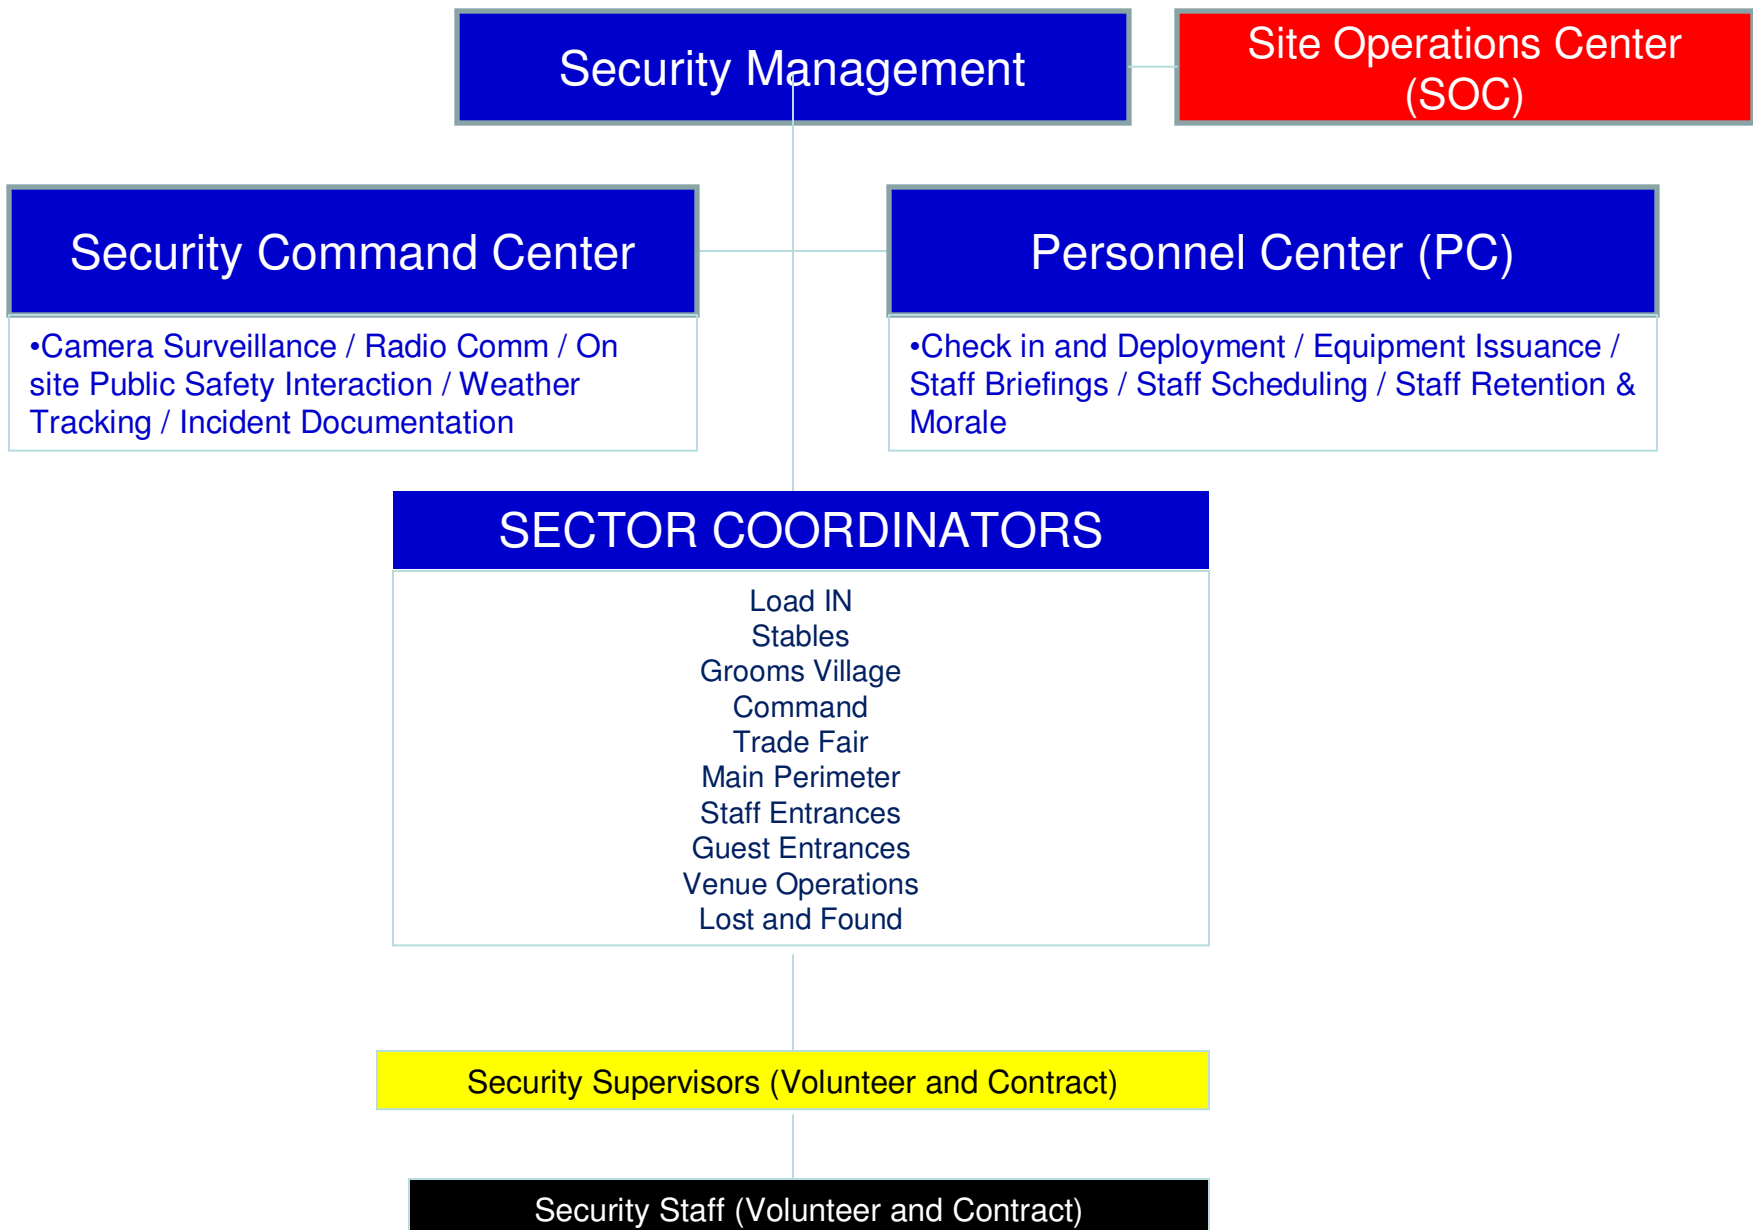 Security Management
Site Operations Center
(SOC)
Security Command Center
•Camera Surveillance / Radio Comm / On
site Public Safety Interaction / Weather
Tracking / Incident Documentation
Personnel Center (PC)
•Check in and Deployment / Equipment Issuance /
Staff Briefings / Staff Scheduling / Staff Retention &
Morale
SECTOR COORDINATORS
Load IN
Stables
Grooms Village
Command
Trade Fair
Main Perimeter
Staff Entrances
Guest Entrances
Venue Operations
Lost and Found
Security Supervisors (Volunteer and Contract)
Security Staff (Volunteer and Contract)